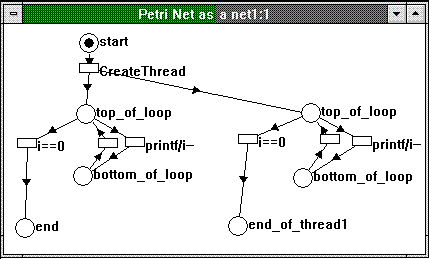 Petri Net as a net1:1
start
CreateThread
top_of_loop
top_of_loop
i==0
printf/i–
i==0
printf/i–
bottom_of_loop
bottom_of_loop
end
end_of_thread1